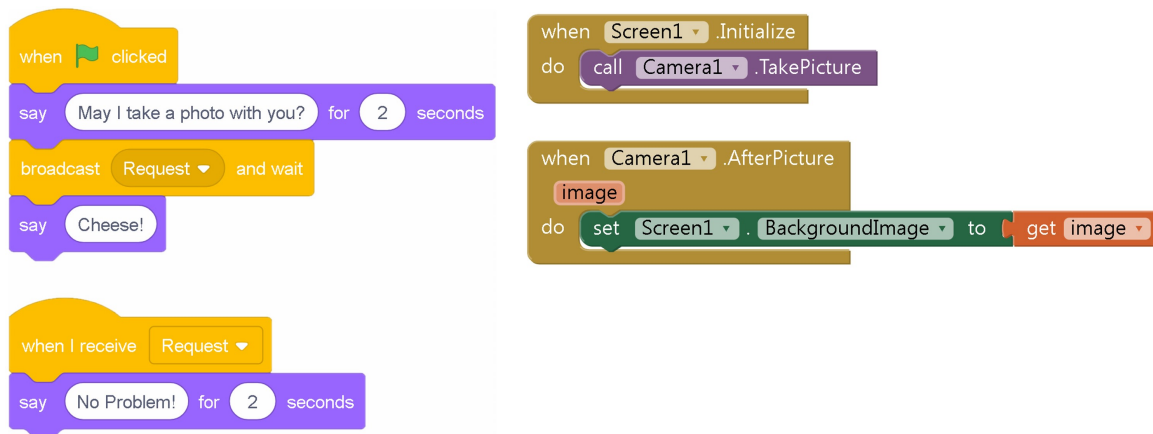 when clicked
say May I take a photo with you? for 2 seconds
broadcast Request and wait
say Cheese!
when I receive Request
say No Problem! for 2 seconds
when Screen1 .Initialize
do call Camera1 .TakePicture
when Camera1 .AfterPicture
image
do set Screen1 . BackgroundImage to get image